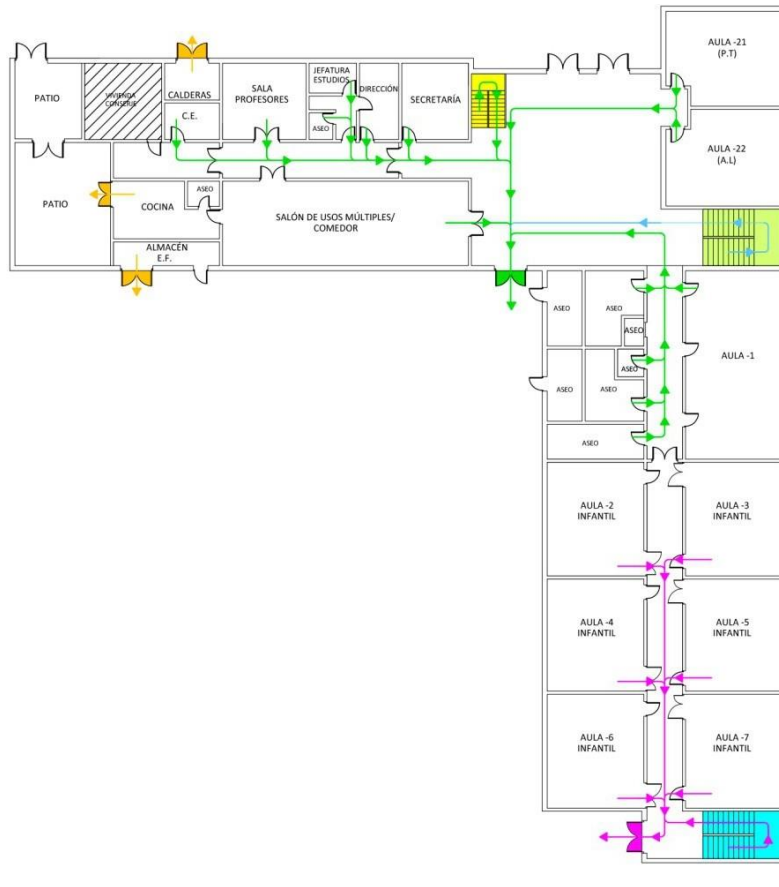 AULA -21
(P.T)
JEFATURA
ESTUDIOS
PATIO
VIVIENDA
CONSERJE
CALDERAS
SALA
PROFESORES
DIRECCIÓN
SECRETARÍA
C.E.
ASEO
AULA -22
(A.L)
PATIO
COCINA
ASEO
SALÓN DE USOS MÚLTIPLES/
COMEDOR
ALMACÉN
E.F.
ASEO
ASEO
ASEO
AULA -1
ASEO
ASEO
ASEO
ASEO
AULA -2
INFANTIL
AULA -3
INFANTIL
AULA -4
INFANTIL
AULA -5
INFANTIL
AULA -6
INFANTIL
AULA -7
INFANTIL